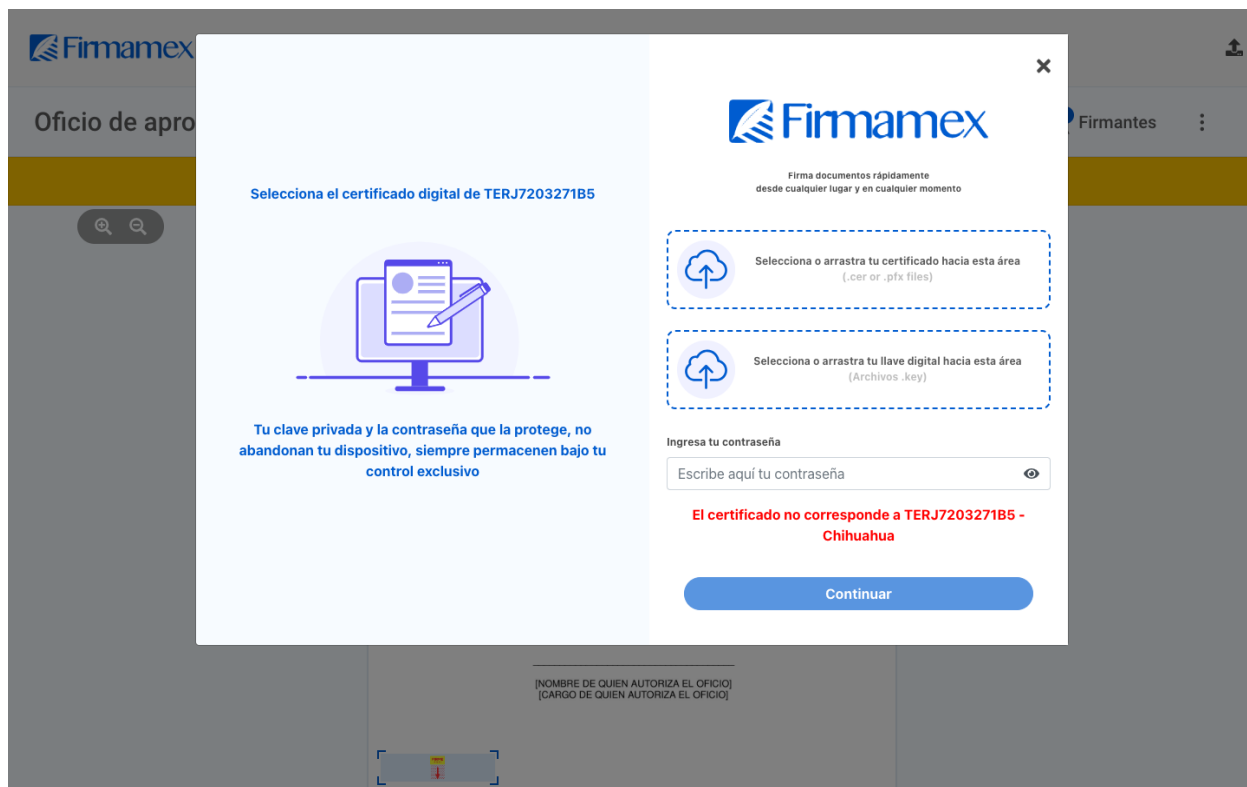 Firmamex
Oficio de apro
Firmantes
Selecciona el certificado digital de TERJ7203271B5
Tu clave privada y la contraseña que la protege, no
abandonan tu dispositivo, siempre permacenen bajo tu
control exclusivo
Firmamex
Firma documentos rápidamente
desde cualquier lugar y en cualquier momento
Selecciona o arrastra tu certificado hacia esta área
(.cer or .pfx files)
Selecciona o arrastra tu llave digital hacia esta área
(Archivos .key)
Ingresa tu contraseña
Escribe aquí tu contraseña
El certificado no corresponde a TERJ7203271B5 -
Chihuahua
Continuar
[NOMBRE DE QUIEN AUTORIZA EL OFICIO]
[CARGO DE QUIEN AUTORIZA EL OFICIO]